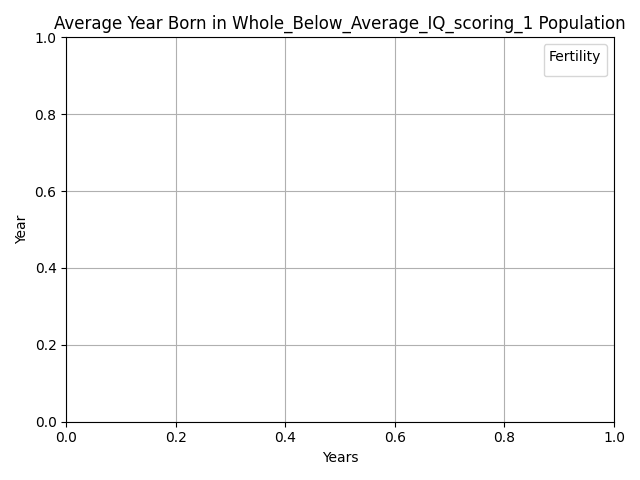 Average Year Born in Whole_Below_Average_IQ_scoring_1 Population
Fertility
1.0
0.8
0.6
0.4
0.2
0.0
Year
0.0 0.2 0.4 0.6 0.8 1.0
Years